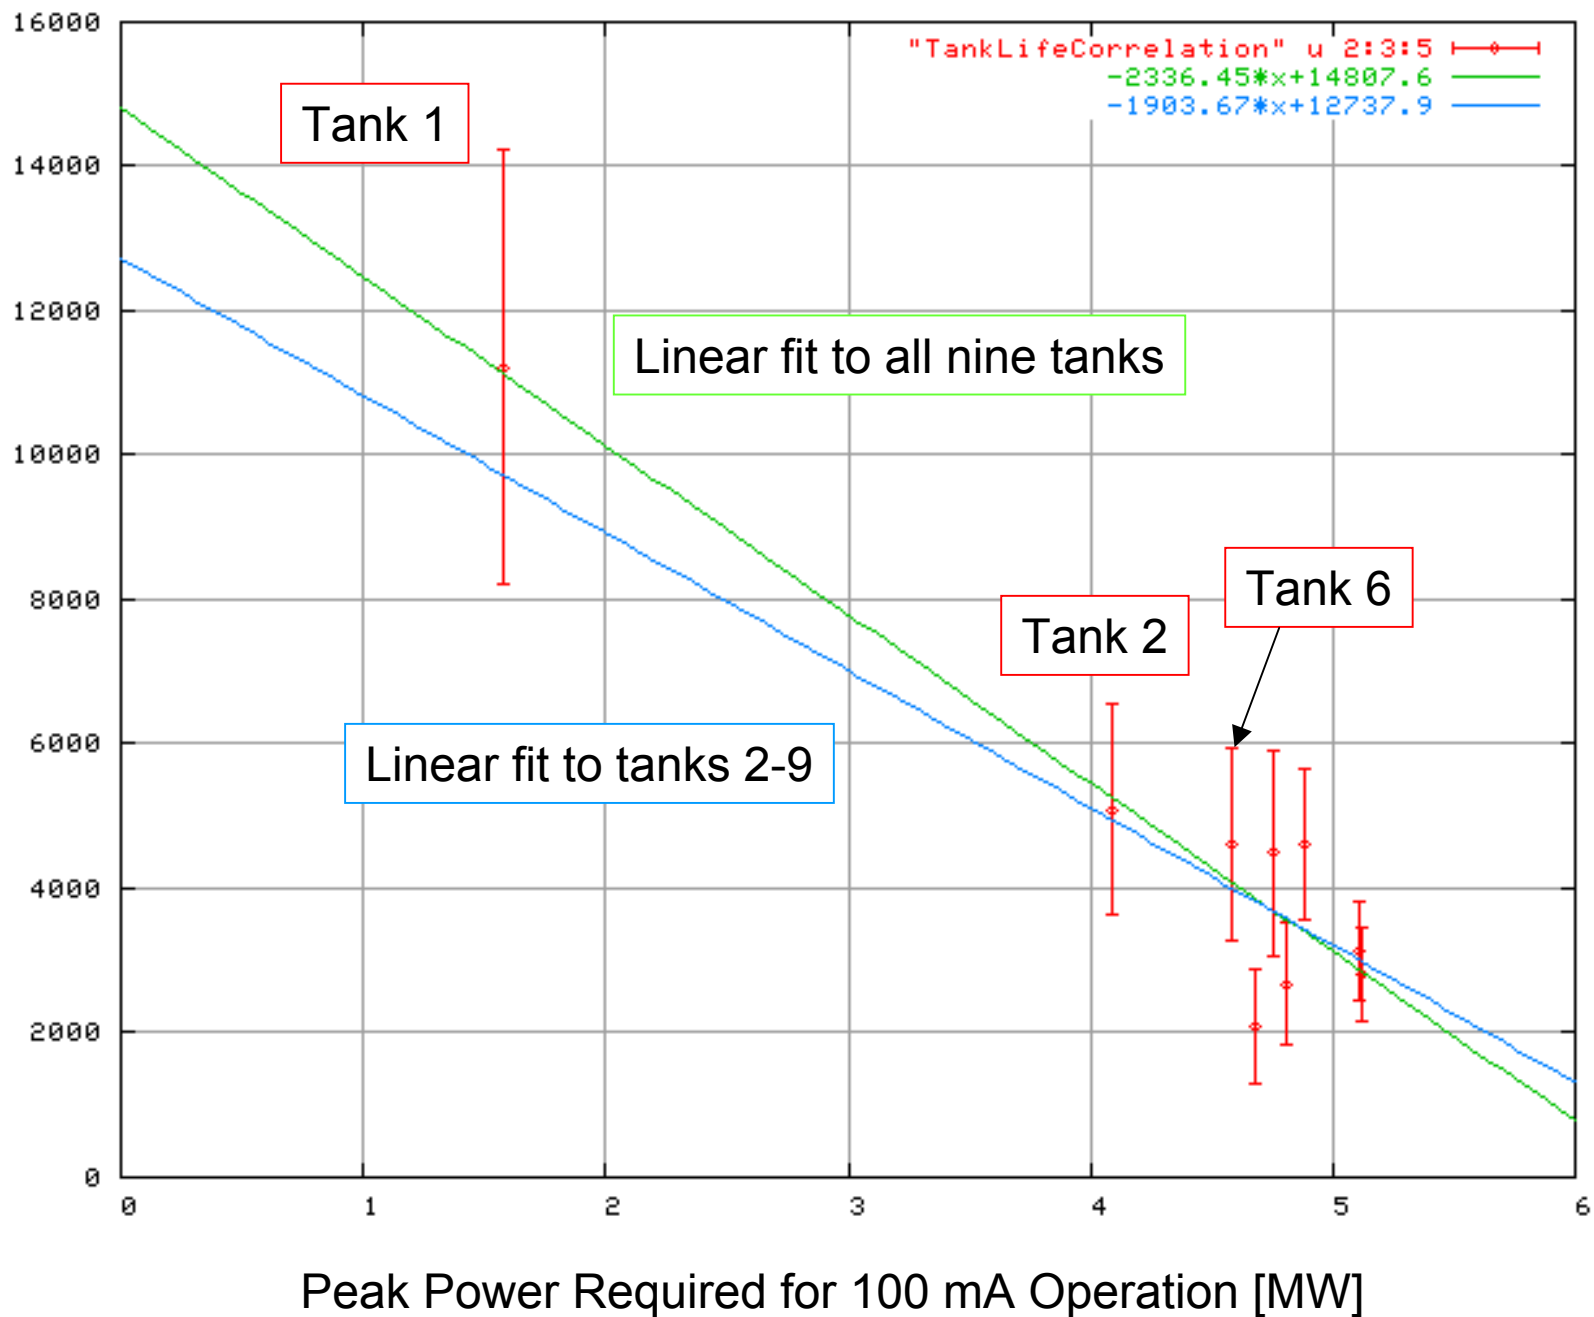 16000
14000
12000
10000
8000
6000
4000
2000
0
"TankLifeCorrelation" u 2:3:5
-2336.45*x+14807.6
-1903.67*x+12737.9
Tank 1
Linear fit to all nine tanks
Tank 6
Tank 2
Linear fit to tanks 2-9
0 1 2 3 4 5 6
Peak Power Required for 100 mA Operation [MW]